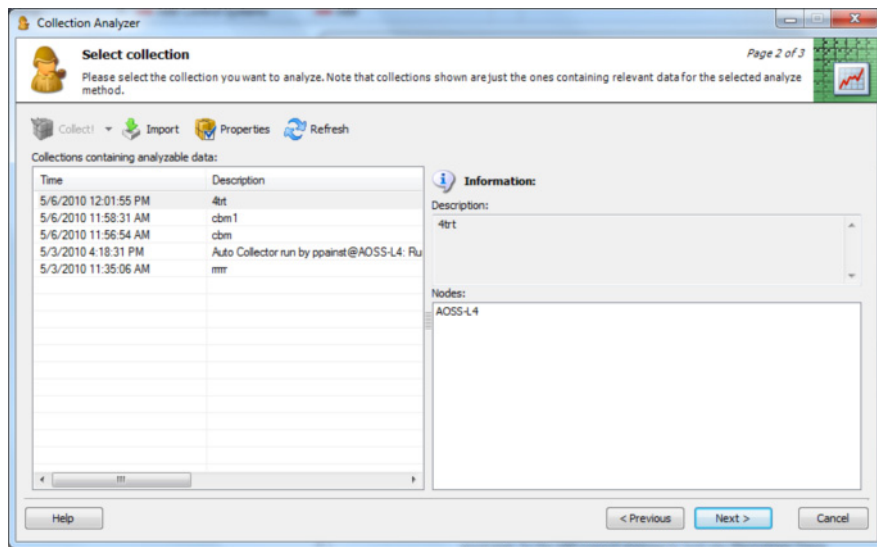 Collection Analyzer
Select collection
Page 2 of 3
Please select the collection you want to analyze. Note that collections shown are just the ones containing relevant data for the selected analyze
method.
Collect! Import Properties Refresh
Collections containing analyzable data:
Time Description
5/6/2010 12:01:55 PM 4trt
5/6/2010 11:58:31 AM cbm1
5/6/2010 11:56:54 AM cbm
5/3/2010 4:18:31 PM Auto Collector run by ppainst@AOSS-L4: Ru
5/3/2010 11:35:06 AM
Information:
Description:
4trt
Nodes:
AOSS-L4
Help
< Previous
Next >
Cancel